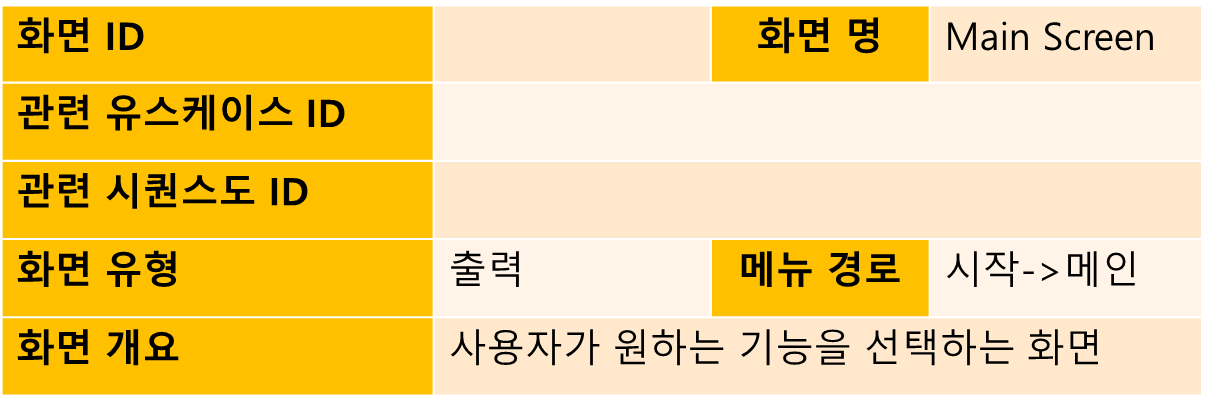 화면 ID 화면 명 Main Screen
관련 유스케이스 ID
관련 시퀀스도 ID
화면 유형 출력 메뉴 경로 시작->메인
화면 개요 사용자가 원하는 기능을 선택하는 화면